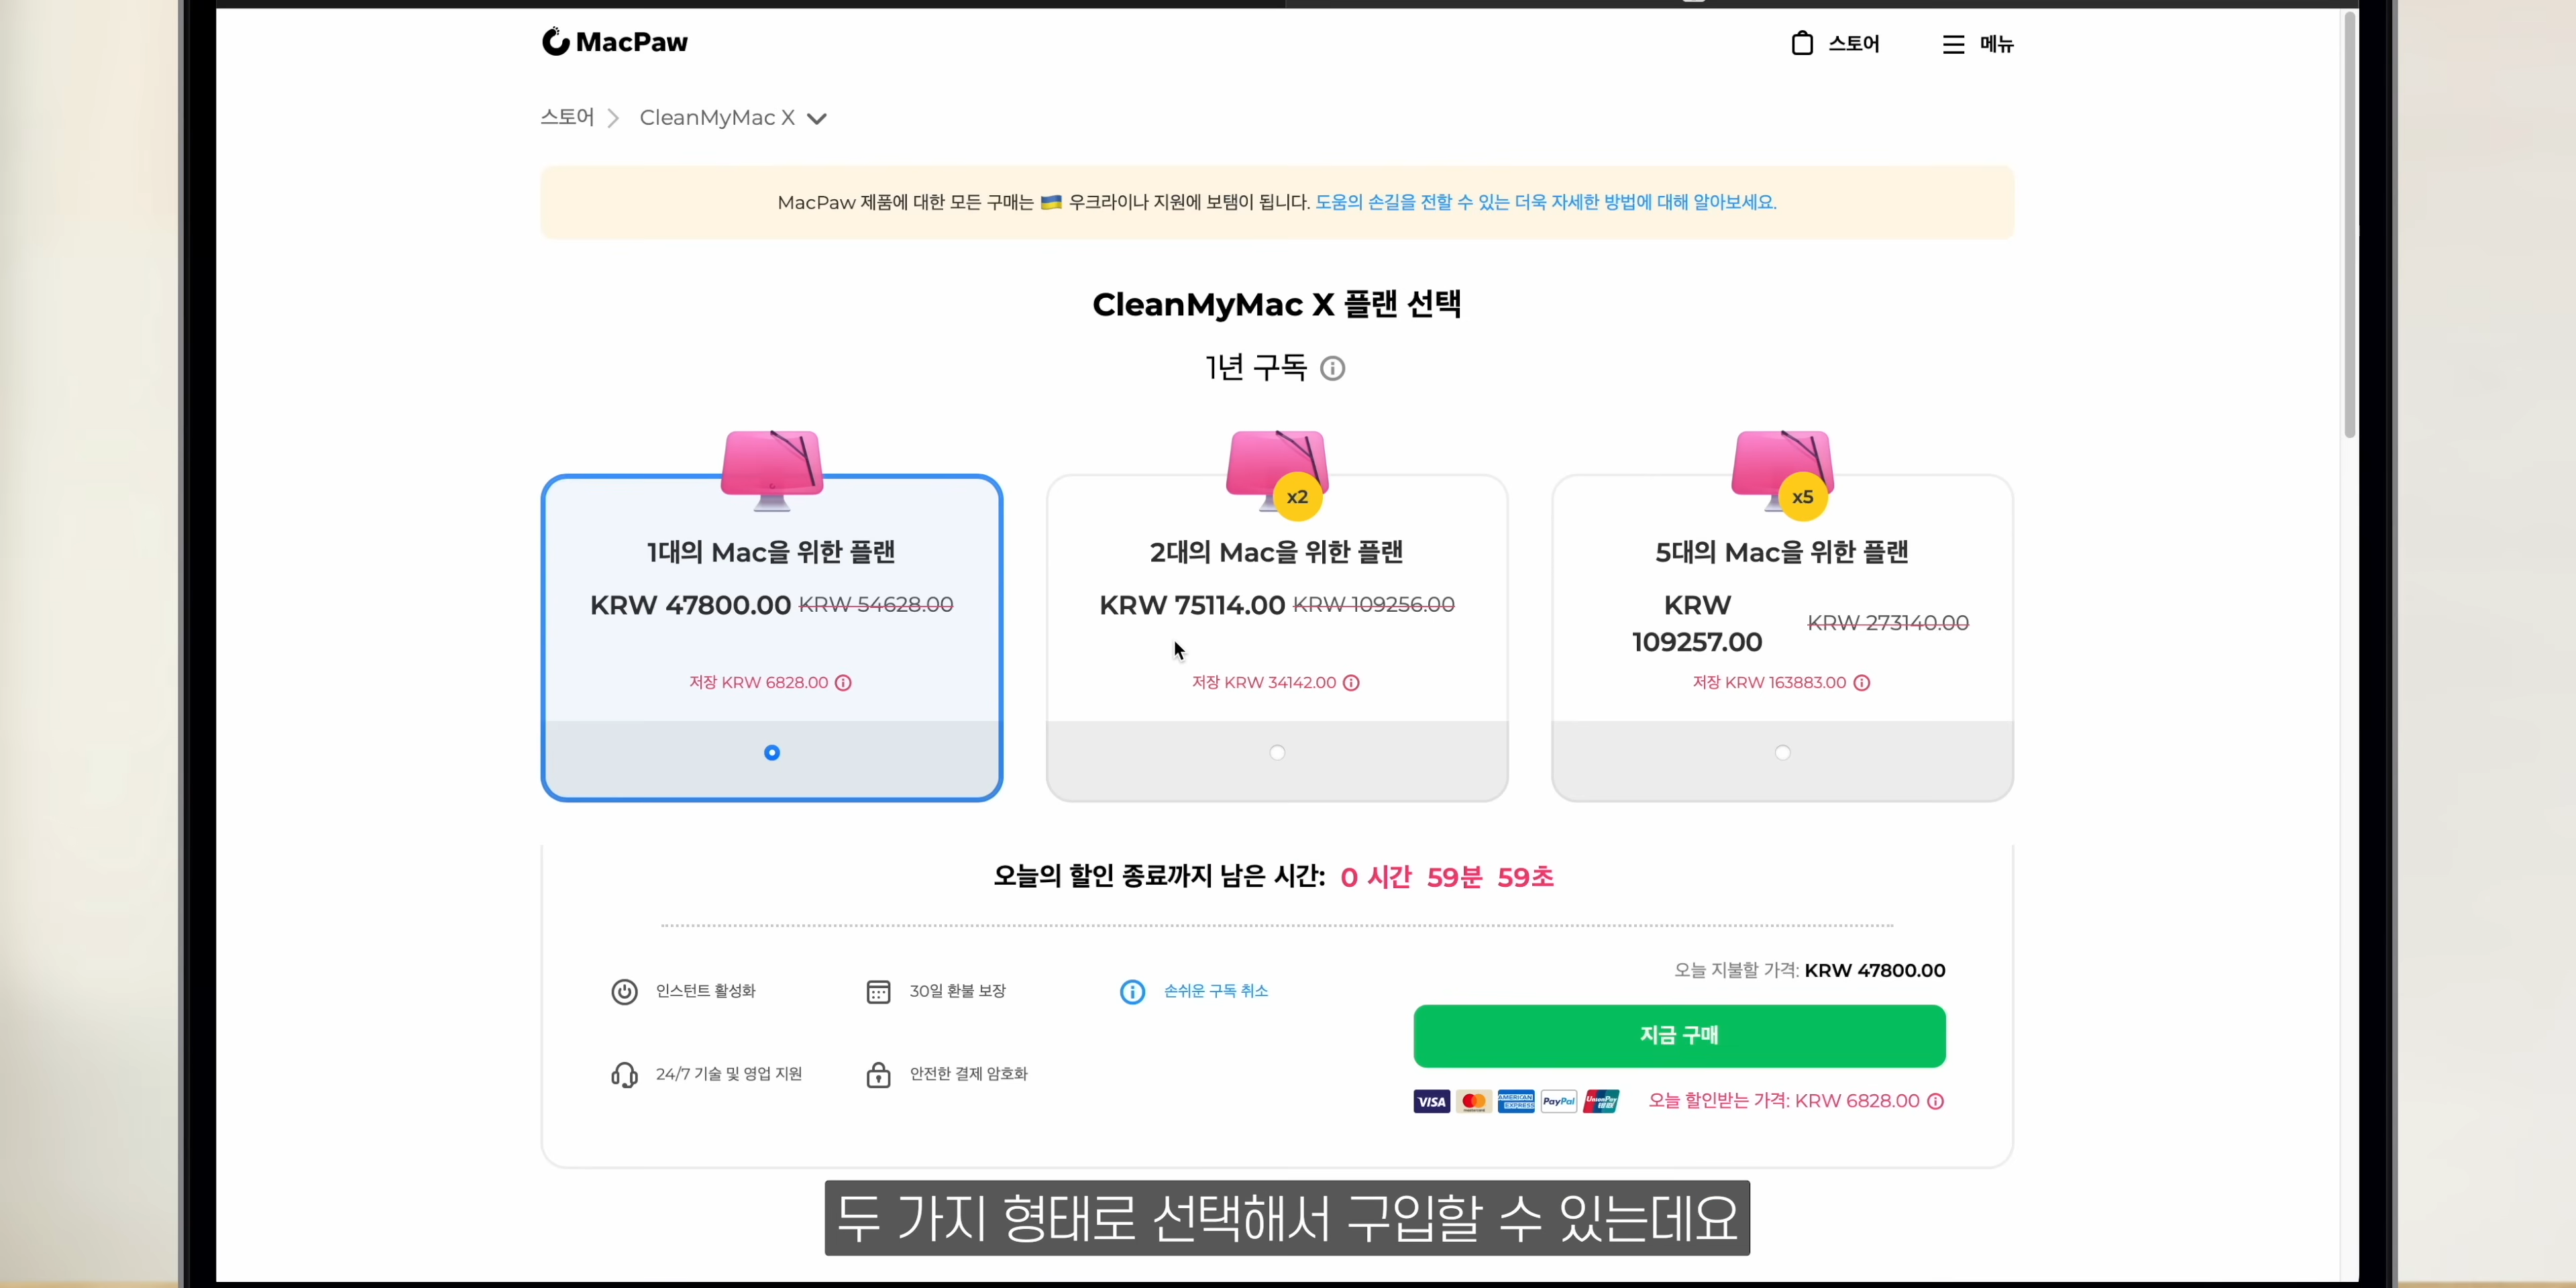 MacPaw
스토어
메뉴
스토어 > CleanMyMac X
MacPaw 제품에 대한 모든 구매는 🇺🇦 우크라이나 지원에 보탬이 됩니다. 도움의 손길을 전할 수 있는 더욱 자세한 방법에 대해 알아보세요.
CleanMyMac X 플랜 선택
1년 구독
1대의 Mac을 위한 플랜
KRW 47800.00 KRW 54628.00
저장 KRW 6828.00
x2
2대의 Mac을 위한 플랜
KRW 75114.00 KRW 109256.00
저장 KRW 34142.00
x5
5대의 Mac을 위한 플랜
KRW
109257.00
KRW 273140.00
저장 KRW 163883.00
오늘의 할인 종료까지 남은 시간: 0 시간 59분 59초
인스턴트 활성화
30일 환불 보장
손쉬운 구독 취소
24/7 기술 및 영업 지원
안전한 결제 암호화
오늘 지불할 가격: KRW 47800.00
지금 구매
VISA
AMERICAN EXPRESS
PayPal
UnionPay
오늘 할인받는 가격: KRW 6828.00
두 가지 형태로 선택해서 구입할 수 있는데요